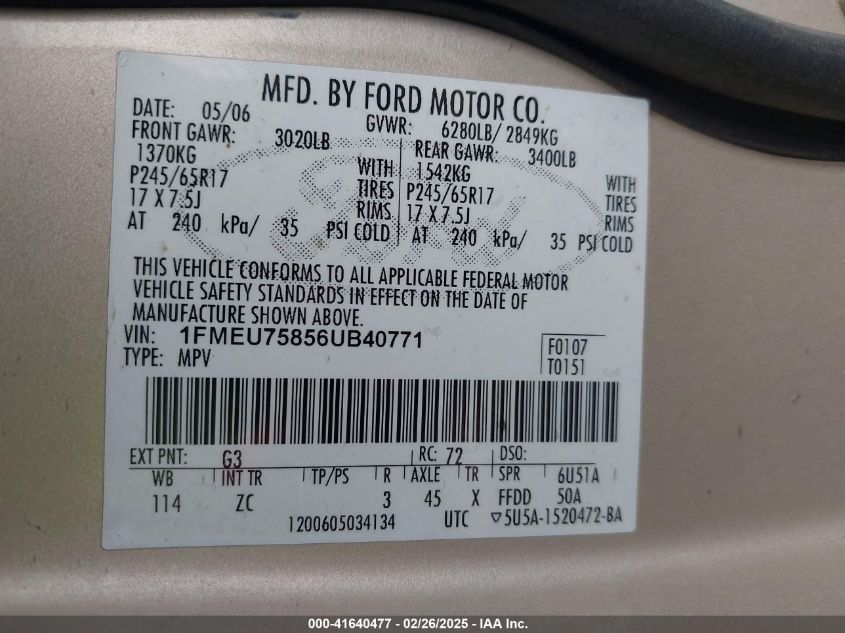 MFD. BY FORD MOTOR CO.
DATE: 05/06 GVWR: 6280LB/ 2849KG
FRONT GAWR: 3020LB REAR GAWR: 3400LB
1370KG WITH 1542KG WITH
P245/65R17 TIRES P245/65R17 TIRES
17 X 7.5J RIMS 17 X 7.5J RIMS
AT 240 kPa/ 35 PSI COLD AT 240 kPa/ 35 PSI COLD
Ford
THIS VEHICLE CONFORMS TO ALL APPLICABLE FEDERAL MOTOR
VEHICLE SAFETY STANDARDS IN EFFECT ON THE DATE OF
MANUFACTURE SHOWN ABOVE.
VIN: 1FMEU75856UB40771
TYPE: MPV
F0107
T0151
EXT PNT: G3 RC: 72 DSO:
WB INT TR TP/PS R AXLE TR SPR 6U51A
114 ZC 3 45 X FFDD 50A
1200605034134 UTC ▽5U5A-1520472-BA
000-41640477 - 02/26/2025 - IAA Inc.